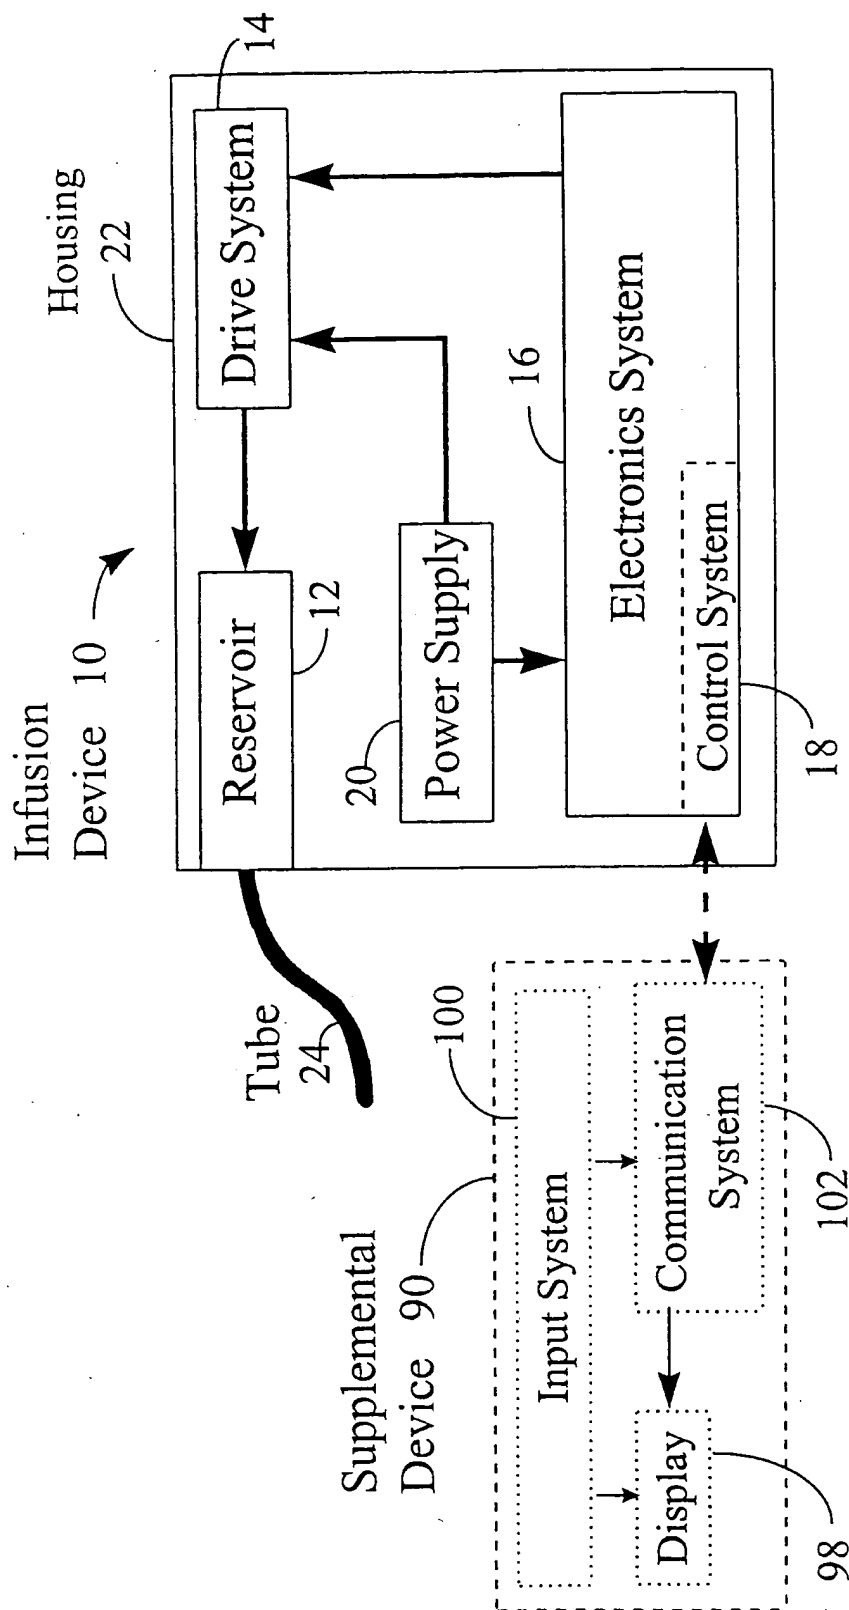 Infusion
Device 10
Housing
22
14
Drive System
Reservoir
12
Tube
24
20
Power Supply
16
Electronics System
Control System
18
Supplemental
Device 90
100
Input System
Communication
System
102
Display
98